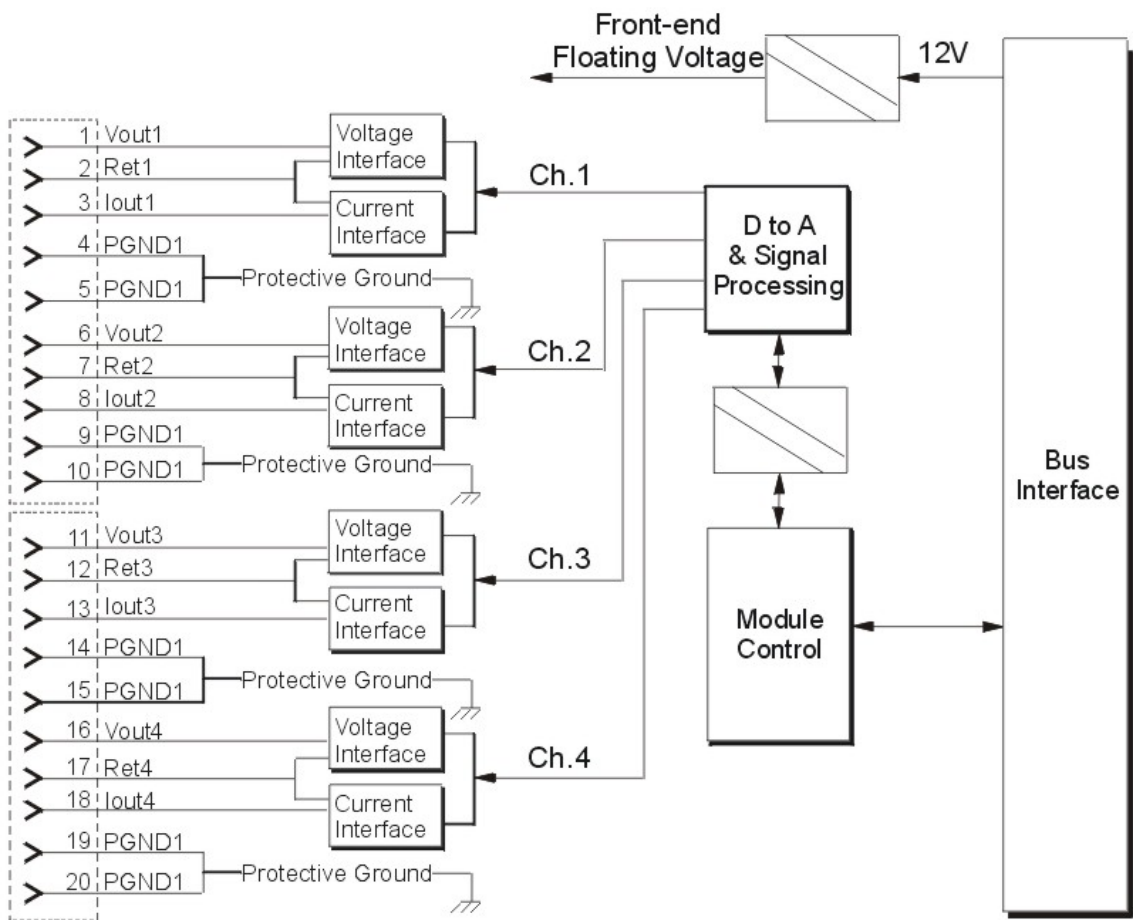 Front-end
Floating Voltage
12V
1 Vout1
2 Ret1
3 Iout1
4 PGND1
5 PGND1
Voltage
Interface
Current
Interface
Protective Ground
Ch.1
6 Vout2
7 Ret2
8 Iout2
9 PGND1
10 PGND1
Voltage
Interface
Current
Interface
Protective Ground
Ch.2
11 Vout3
12 Ret3
13 Iout3
14 PGND1
15 PGND1
Voltage
Interface
Current
Interface
Protective Ground
Ch.3
16 Vout4
17 Ret4
18 Iout4
19 PGND1
20 PGND1
Voltage
Interface
Current
Interface
Protective Ground
Ch.4
D to A
& Signal
Processing
Module
Control
Bus
Interface